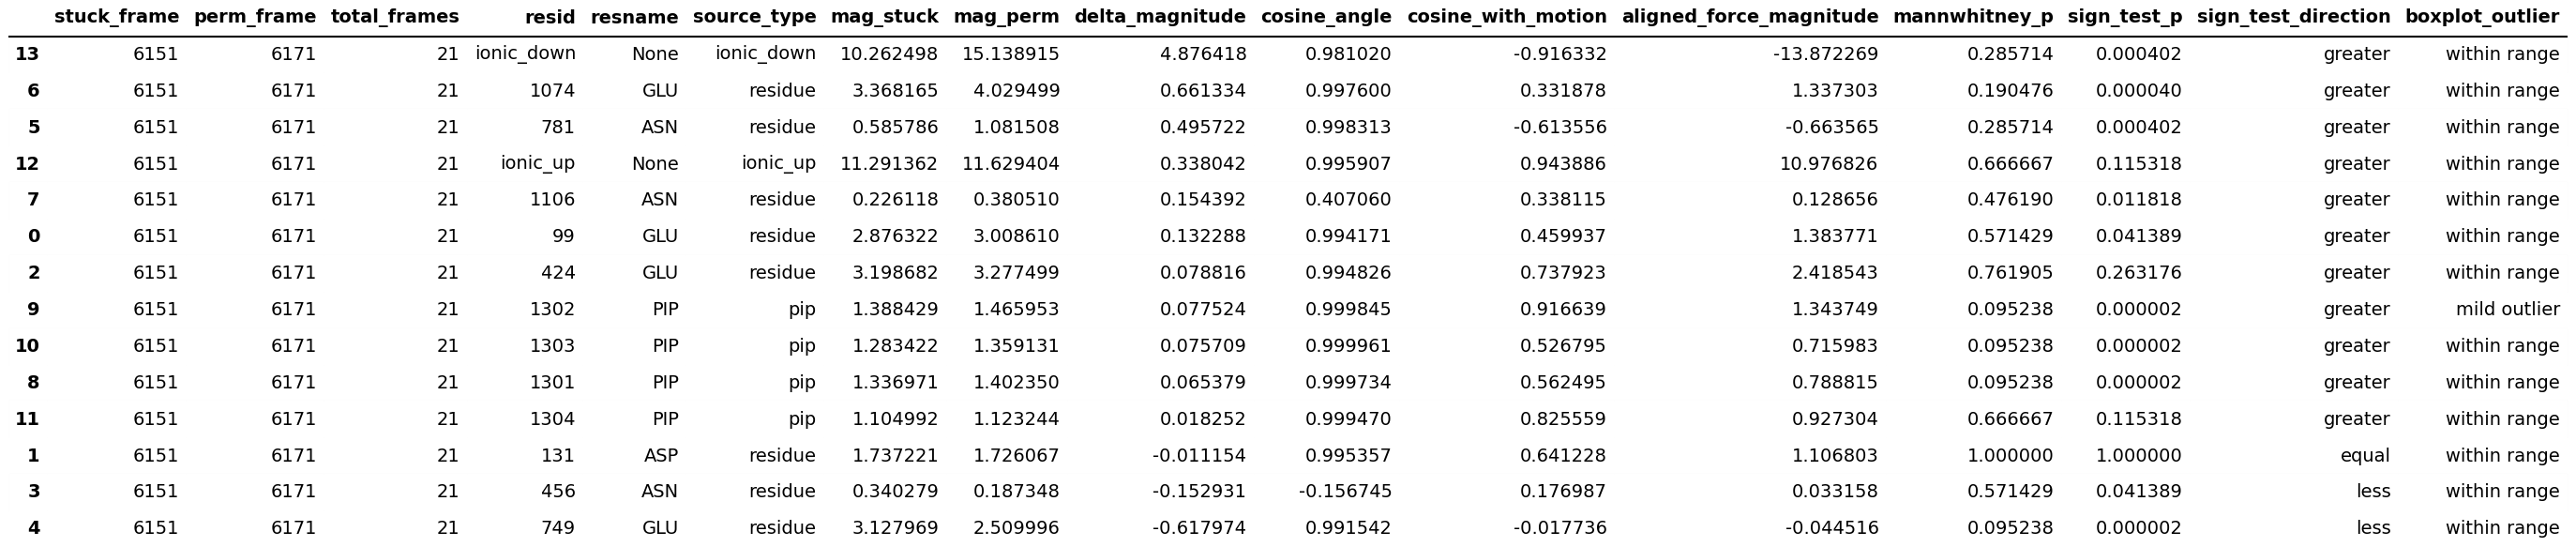 stuck_frame perm_frame total_frames resid resname source_type mag_stuck mag_perm delta_magnitude cosine_angle cosine_with_motion aligned_force_magnitude mannwhitney_p sign_test_p sign_test_direction boxplot_outlier
13 6151 6171 21 ionic_down None ionic_down 10.262498 15.138915 4.876418 0.981020 -0.916332 -13.872269 0.285714 0.000402 greater within range
6 6151 6171 21 1074 GLU residue 3.368165 4.029499 0.661334 0.997600 0.331878 1.337303 0.190476 0.000040 greater within range
5 6151 6171 21 781 ASN residue 0.585786 1.081508 0.495722 0.998313 -0.613556 -0.663565 0.285714 0.000402 greater within range
12 6151 6171 21 ionic_up None ionic_up 11.291362 11.629404 0.338042 0.995907 0.943886 10.976826 0.666667 0.115318 greater within range
7 6151 6171 21 1106 ASN residue 0.226118 0.380510 0.154392 0.407060 0.338115 0.128656 0.476190 0.011818 greater within range
0 6151 6171 21 99 GLU residue 2.876322 3.008610 0.132288 0.994171 0.459937 1.383771 0.571429 0.041389 greater within range
2 6151 6171 21 424 GLU residue 3.198682 3.277499 0.078816 0.994826 0.737923 2.418543 0.761905 0.263176 greater within range
9 6151 6171 21 1302 PIP pip 1.388429 1.465953 0.077524 0.999845 0.916639 1.343749 0.095238 0.000002 greater mild outlier
10 6151 6171 21 1303 PIP pip 1.283422 1.359131 0.075709 0.999961 0.526795 0.715983 0.095238 0.000002 greater within range
8 6151 6171 21 1301 PIP pip 1.336971 1.402350 0.065379 0.999734 0.562495 0.788815 0.095238 0.000002 greater within range
11 6151 6171 21 1304 PIP pip 1.104992 1.123244 0.018252 0.999470 0.825559 0.927304 0.666667 0.115318 greater within range
1 6151 6171 21 131 ASP residue 1.737221 1.726067 -0.011154 0.995357 0.641228 1.106803 1.000000 1.000000 equal within range
3 6151 6171 21 456 ASN residue 0.340279 0.187348 -0.152931 -0.156745 0.176987 0.033158 0.571429 0.041389 less within range
4 6151 6171 21 749 GLU residue 3.127969 2.509996 -0.617974 0.991542 -0.017736 -0.044516 0.095238 0.000002 less within range